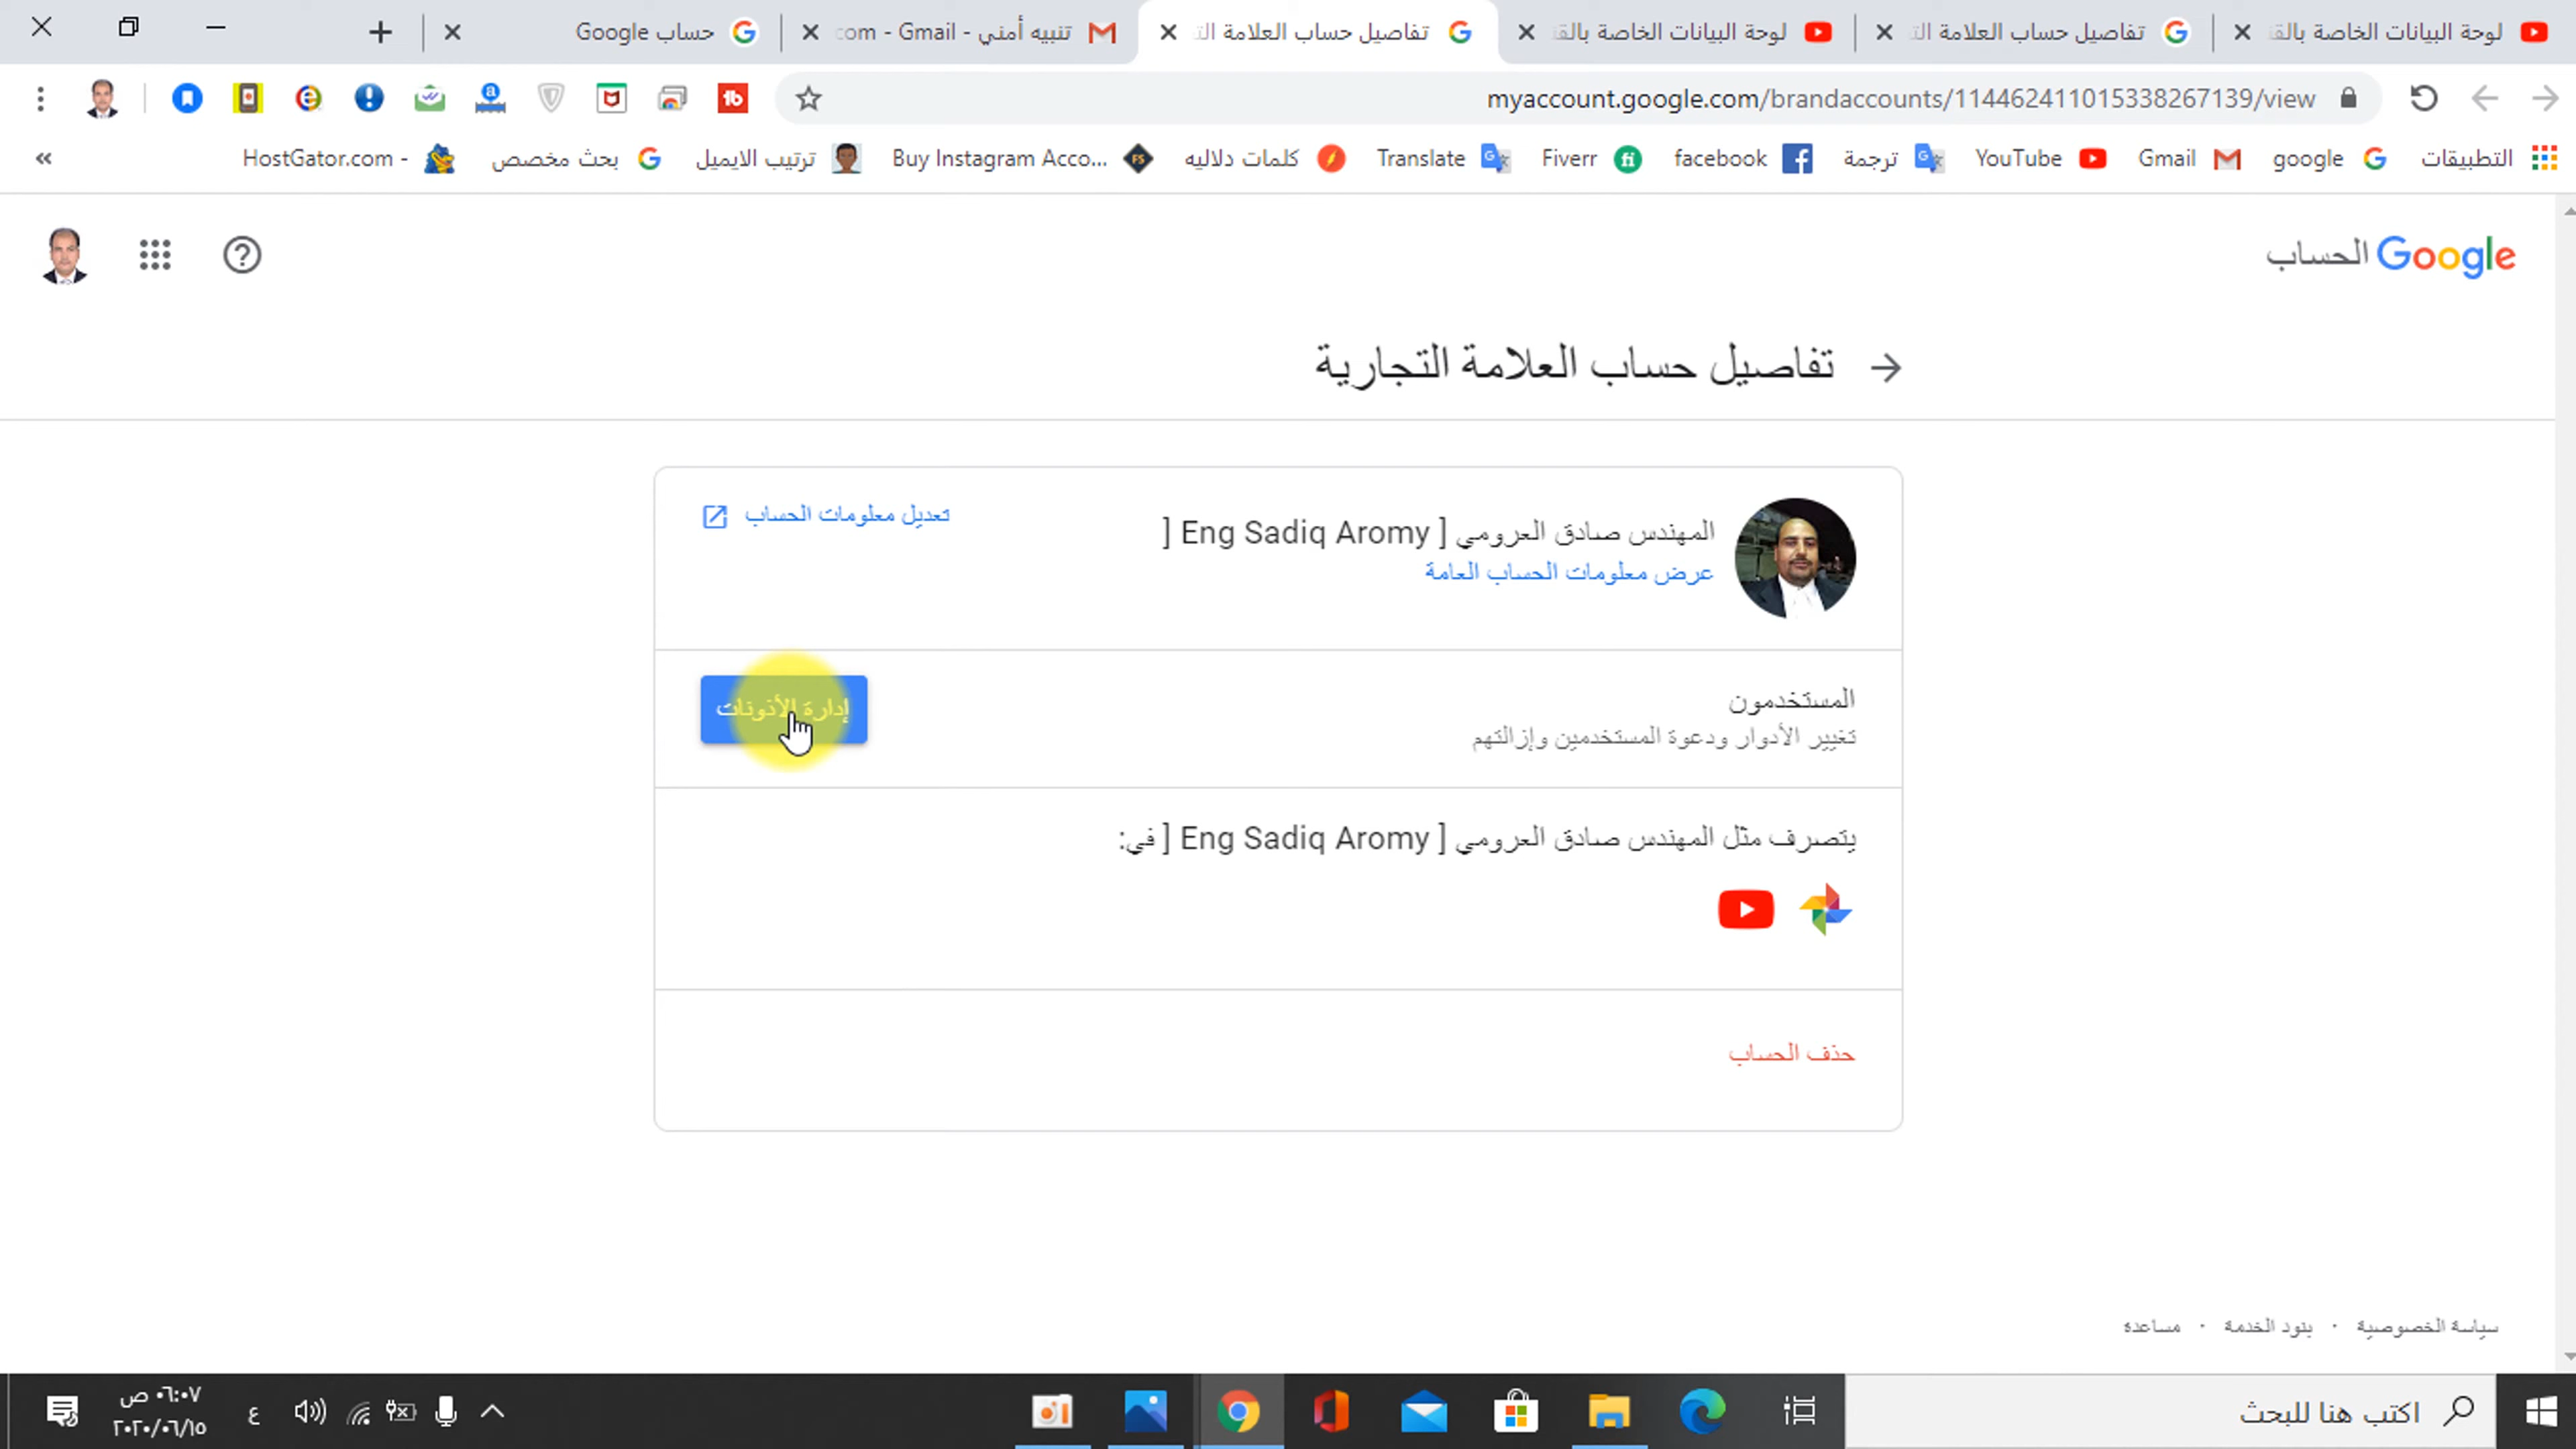 لوحة البيانات الخاصة بالق
تفاصيل حساب العلامة الت
لوحة البيانات الخاصة بالق
تفاصيل حساب العلامة الت
تنبيه أمني - com - Gmail
حساب Google
myaccount.google.com/brandaccounts/114462411015338267139/view
التطبيقات
google
Gmail
YouTube
ترجمة
facebook
Fiverr
Translate
كلمات دلاليه
Buy Instagram Acco...
ترتيب الايميل
بحث مخصص
HostGator.com -
Google الحساب
تفاصيل حساب العلامة التجارية
المهندس صادق العرومي [ Eng Sadiq Aromy ]
عرض معلومات الحساب العامة
تعديل معلومات الحساب
المستخدمون
تغيير الأدوار ودعوة المستخدمين وإزالتهم
إدارة الأذونات
يتصرف مثل المهندس صادق العرومي [ Eng Sadiq Aromy ] في:
حذف الحساب
سياسة الخصوصية · بنود الخدمة · مساعدة
اكتب هنا للبحث
ع
٠٦:٠٧ ص
٢٠٢٠/٠٦/١٥